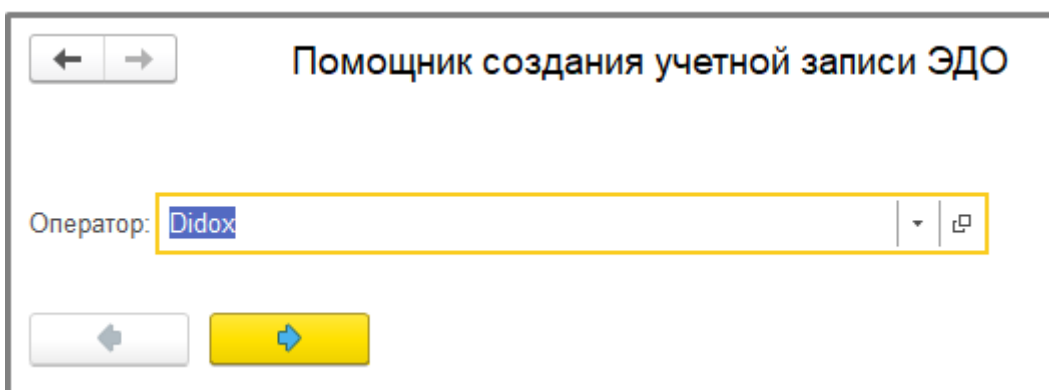 Помощник создания учетной записи ЭДО
Оператор: Didox